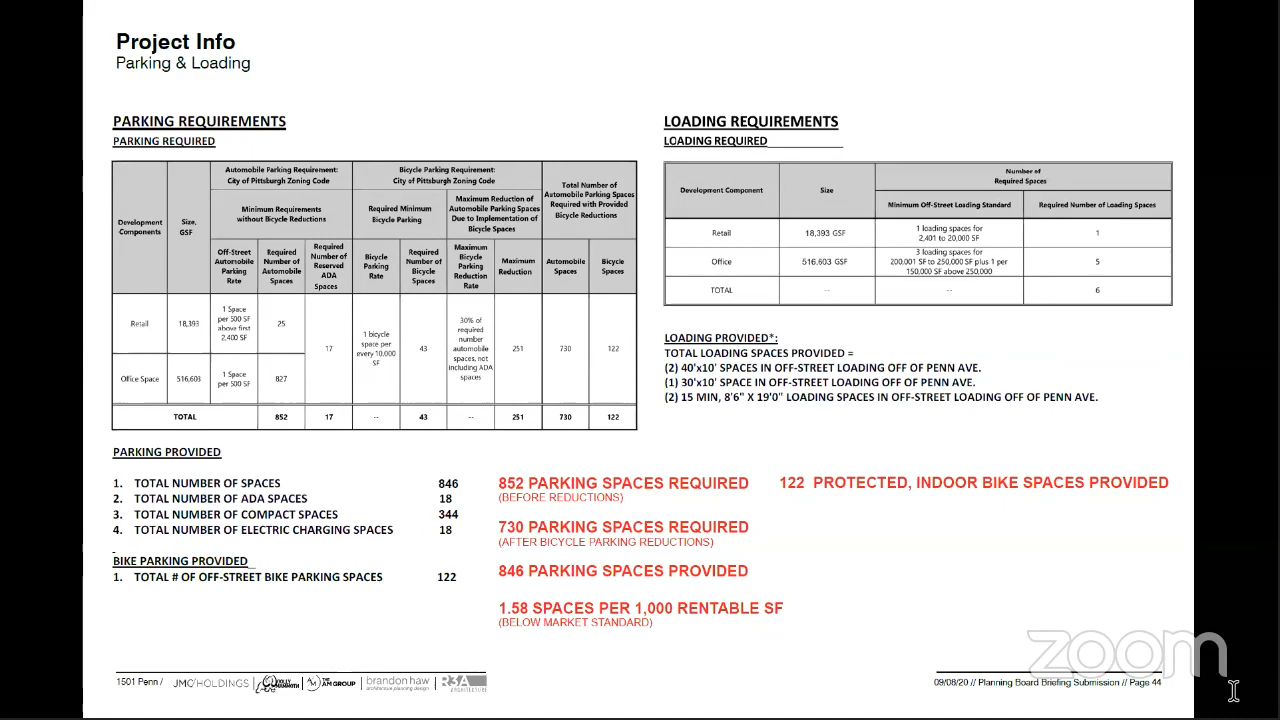 Project Info
Parking & Loading
PARKING REQUIREMENTS
PARKING REQUIRED
Development Components
Size, GSF
Automobile Parking Requirement: City of Pittsburgh Zoning Code
Bicycle Parking Requirement: City of Pittsburgh Zoning Code
Total Number of Automobile Parking Spaces Required with Provided Bicycle Reductions
Minimum Requirements without Bicycle Reductions
Required Minimum Bicycle Parking
Maximum Reduction of Automobile Parking Spaces Due to Implementation of Bicycle Spaces
Off-Street Automobile Parking Rate
Required Number of Automobile Spaces
Required Number of Reserved ADA Spaces
Bicycle Parking Rate
Required Number of Bicycle Spaces
Maximum Bicycle Parking Reduction Rate
Maximum Reduction
Automobile Spaces
Bicycle Spaces
Retail
18,393
1 Space per 500 SF above first 2,400 SF
25
17
1 bicycle space per every 10,000 SF
43
30% of required number automobile spaces, not including ADA spaces
251
730
122
Office Space
516,603
1 Space per 500 SF
827
TOTAL 852 17 -- 43 -- 251 730 122
LOADING REQUIREMENTS
LOADING REQUIRED
Development Component
Size
Number of Required Spaces
Minimum Off-Street Loading Standard
Required Number of Loading Spaces
Retail
18,393 GSF
1 loading spaces for 2,401 to 20,000 SF
1
Office
516,603 GSF
3 loading spaces for 200,001 SF to 250,000 SF plus 1 per 150,000 SF above 250,000
5
TOTAL -- -- 6
LOADING PROVIDED*:
TOTAL LOADING SPACES PROVIDED =
(2) 40'x10' SPACES IN OFF-STREET LOADING OFF OF PENN AVE.
(1) 30'x10' SPACE IN OFF-STREET LOADING OFF OF PENN AVE.
(2) 15 MIN, 8'6" X 19'0" LOADING SPACES IN OFF-STREET LOADING OFF OF PENN AVE.
PARKING PROVIDED
1. TOTAL NUMBER OF SPACES 846
2. TOTAL NUMBER OF ADA SPACES 18
3. TOTAL NUMBER OF COMPACT SPACES 344
4. TOTAL NUMBER OF ELECTRIC CHARGING SPACES 18
BIKE PARKING PROVIDED
1. TOTAL # OF OFF-STREET BIKE PARKING SPACES 122
852 PARKING SPACES REQUIRED
(BEFORE REDUCTIONS)
730 PARKING SPACES REQUIRED
(AFTER BICYCLE PARKING REDUCTIONS)
846 PARKING SPACES PROVIDED
1.58 SPACES PER 1,000 RENTABLE SF
(BELOW MARKET STANDARD)
122 PROTECTED, INDOOR BIKE SPACES PROVIDED
zoom
1501 Penn / JMC/HOLDINGS
THE AM GROUP
brandon haw
architecture planning design
R3A
ARCHITECTURE
09/08/20 // Planning Board Briefing Submission // Page 44